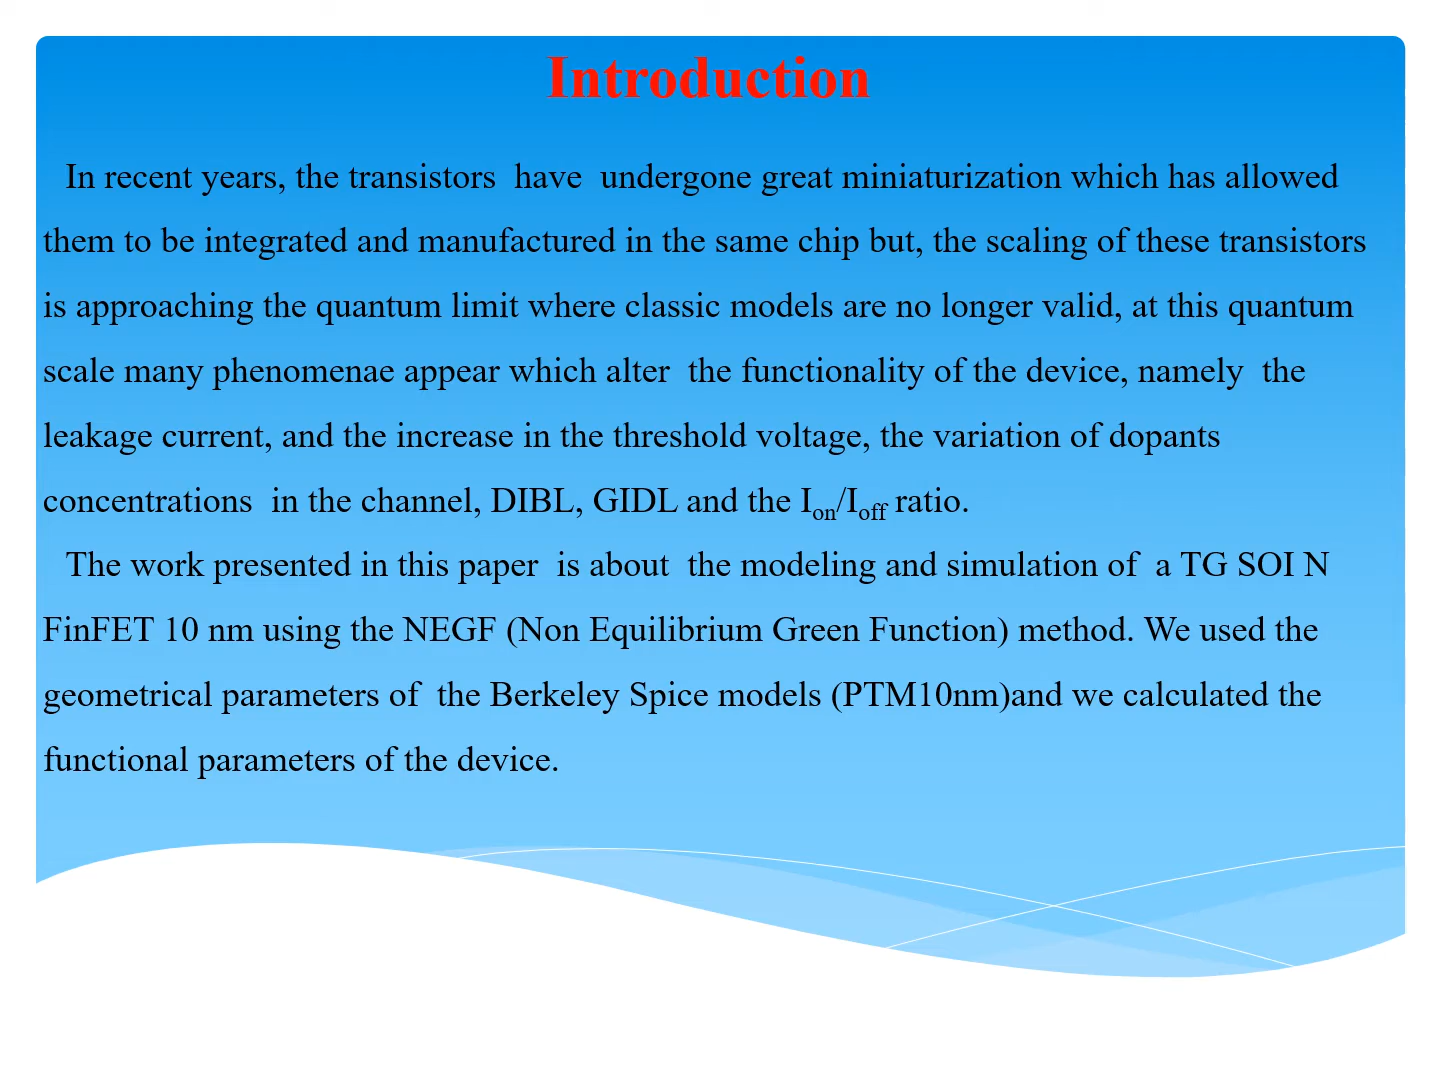 Introduction
In recent years, the transistors  have  undergone great miniaturization which has allowed
them to be integrated and manufactured in the same chip but, the scaling of these transistors
is approaching the quantum limit where classic models are no longer valid, at this quantum
scale many phenomenae appear which alter  the functionality of the device, namely  the
leakage current, and the increase in the threshold voltage, the variation of dopants
concentrations  in the channel, DIBL, GIDL and the Ion/Ioff ratio.
The work presented in this paper  is about  the modeling and simulation of  a TG SOI N
FinFET 10 nm using the NEGF (Non Equilibrium Green Function) method. We used the
geometrical parameters of  the Berkeley Spice models (PTM10nm)and we calculated the
functional parameters of the device.